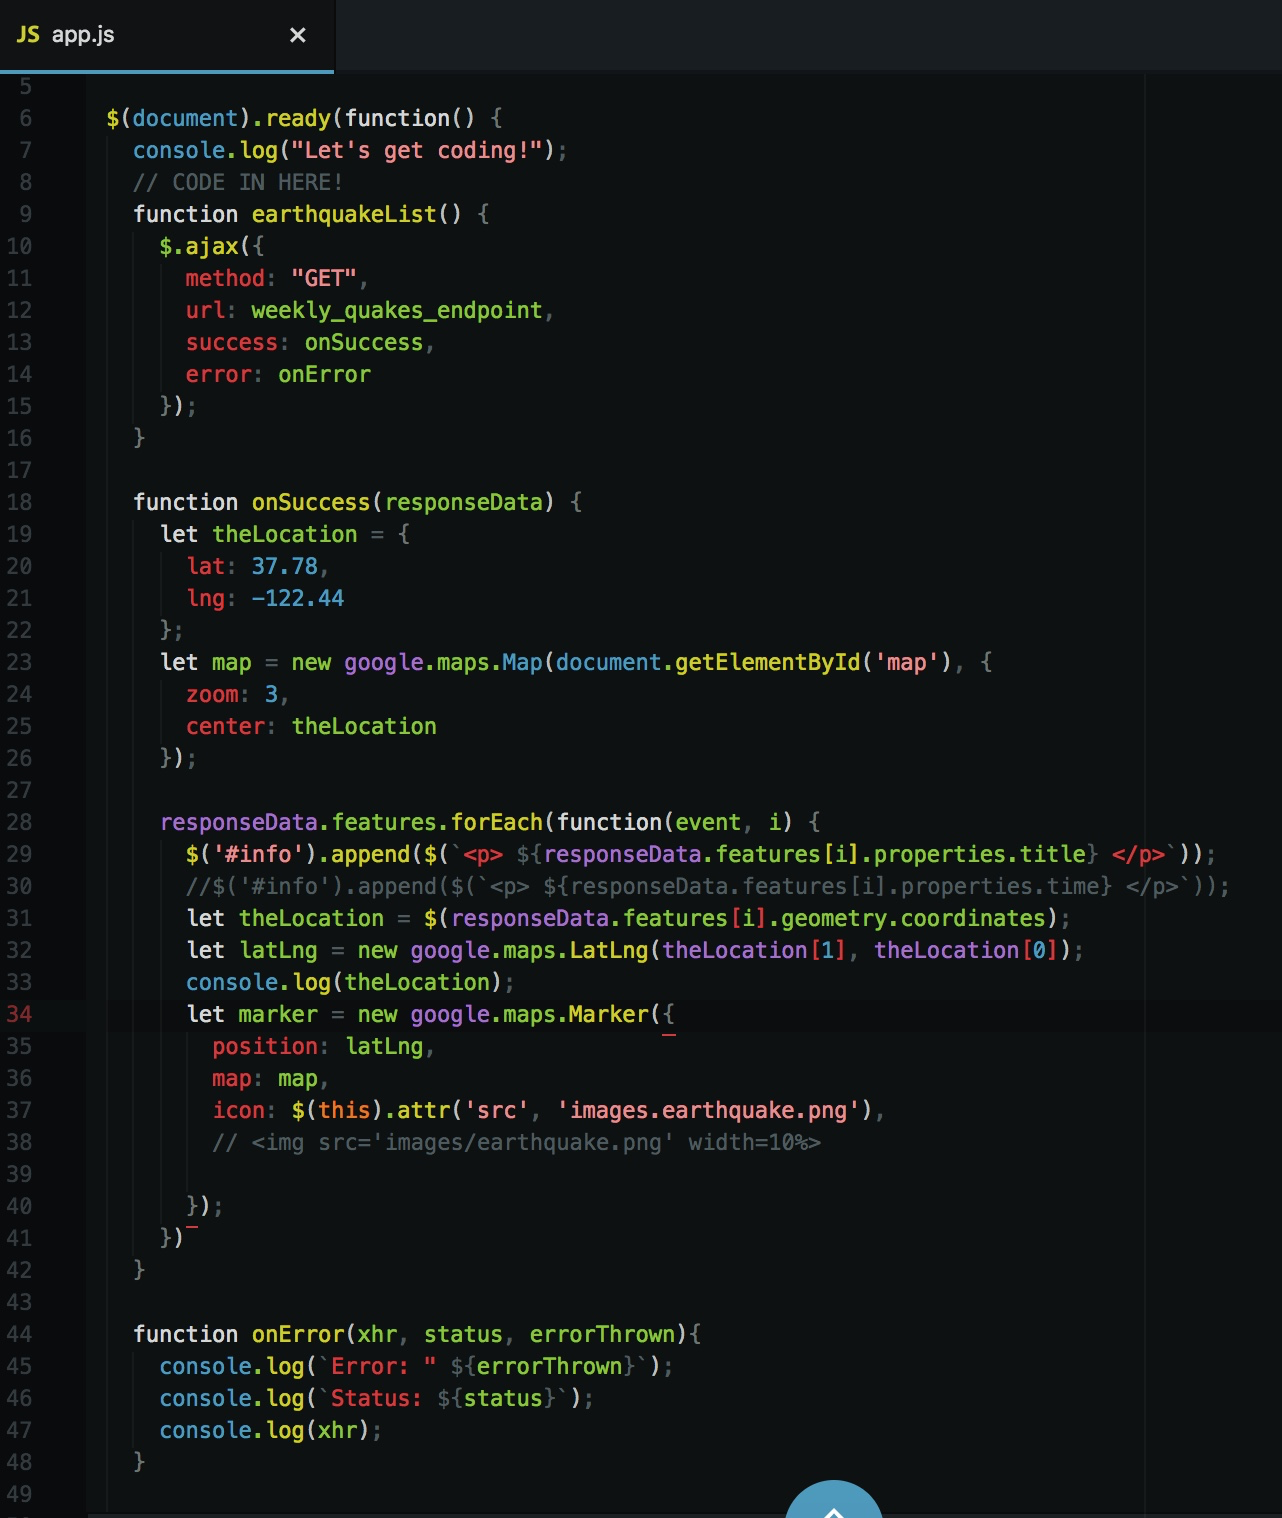 JS app.js ×
5
6 $(document).ready(function() {
7 console.log("Let's get coding!");
8 // CODE IN HERE!
9 function earthquakeList() {
10 $.ajax({
11 method: "GET",
12 url: weekly_quakes_endpoint,
13 success: onSuccess,
14 error: onError
15 });
16 }
17
18 function onSuccess(responseData) {
19 let theLocation = {
20 lat: 37.78,
21 lng: -122.44
22 };
23 let map = new google.maps.Map(document.getElementById('map'), {
24 zoom: 3,
25 center: theLocation
26 });
27
28 responseData.features.forEach(function(event, i) {
29 $('#info').append($(`<p> ${responseData.features[i].properties.title} </p>`));
30 //$('#info').append($(`<p> ${responseData.features[i].properties.time} </p>`));
31 let theLocation = $(responseData.features[i].geometry.coordinates);
32 let latLng = new google.maps.LatLng(theLocation[1], theLocation[0]);
33 console.log(theLocation);
34 let marker = new google.maps.Marker({
35 position: latLng,
36 map: map,
37 icon: $(this).attr('src', 'images.earthquake.png'),
38 // <img src='images/earthquake.png' width=10%>
39
40 });
41 })
42 }
43
44 function onError(xhr, status, errorThrown){
45 console.log(`Error: " ${errorThrown}`);
46 console.log(`Status: ${status}`);
47 console.log(xhr);
48 }
49